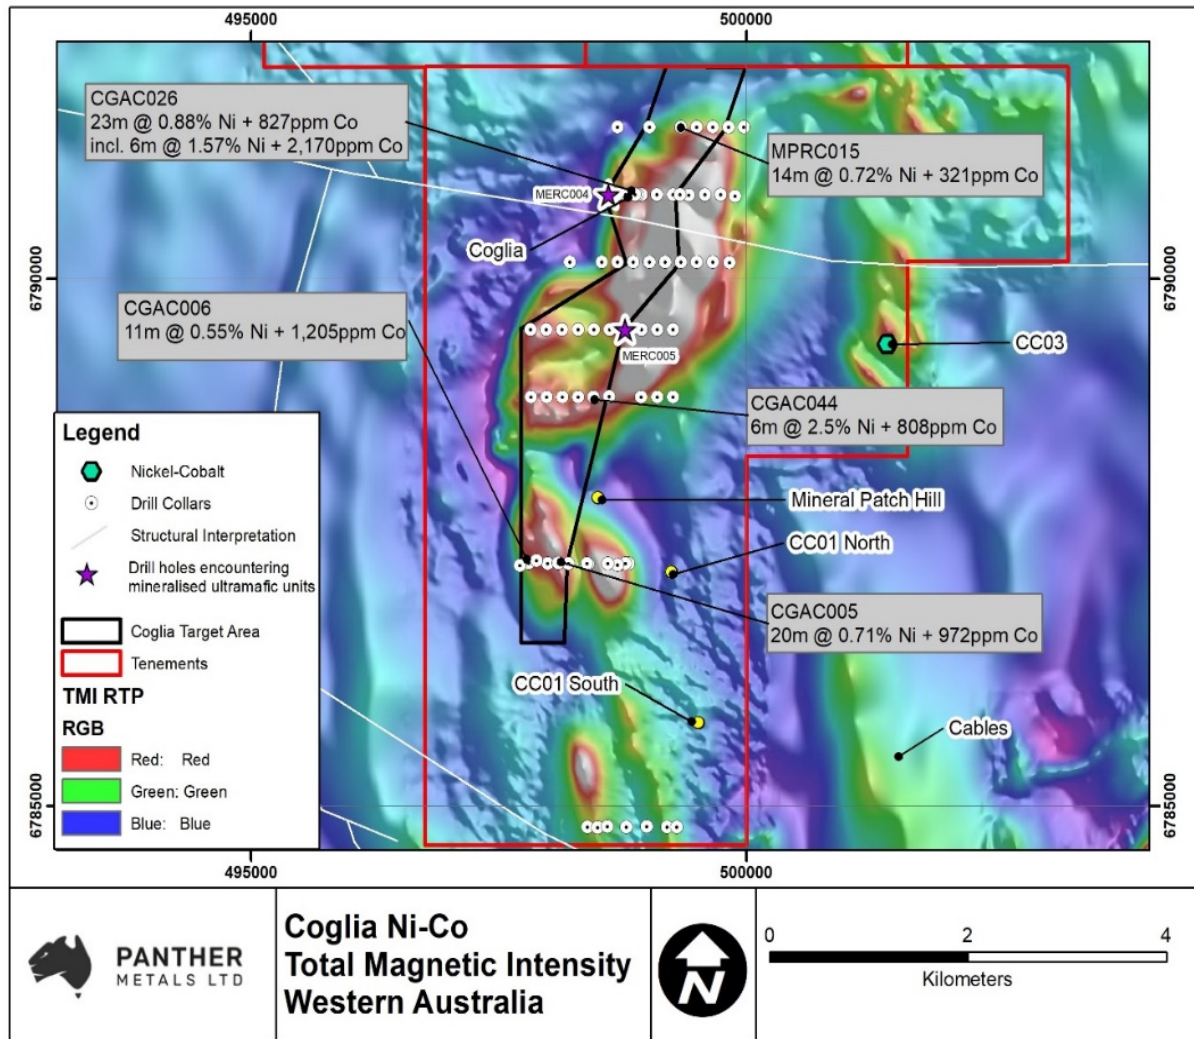 495000
500000
CGAC026
23m @ 0.88% Ni + 827ppm Co
incl. 6m @ 1.57% Ni + 2,170ppm Co
MPRC015
14m @ 0.72% Ni + 321ppm Co
MERC004
Coglia
6790000
6790000
CGAC006
11m @ 0.55% Ni + 1,205ppm Co
MERC005
CC03
CGAC044
6m @ 2.5% Ni + 808ppm Co
Legend
Nickel-Cobalt
Drill Collars
Structural Interpretation
Drill holes encountering
mineralised ultramafic units
Coglia Target Area
Tenements
TMI RTP
RGB
Red: Red
Green: Green
Blue: Blue
Mineral Patch Hill
CC01 North
CGAC005
20m @ 0.71% Ni + 972ppm Co
CC01 South
Cables
6785000
6785000
495000
500000
PANTHER
METALS LTD
Coglia Ni-Co
Total Magnetic Intensity
Western Australia
N
0
2
4
Kilometers